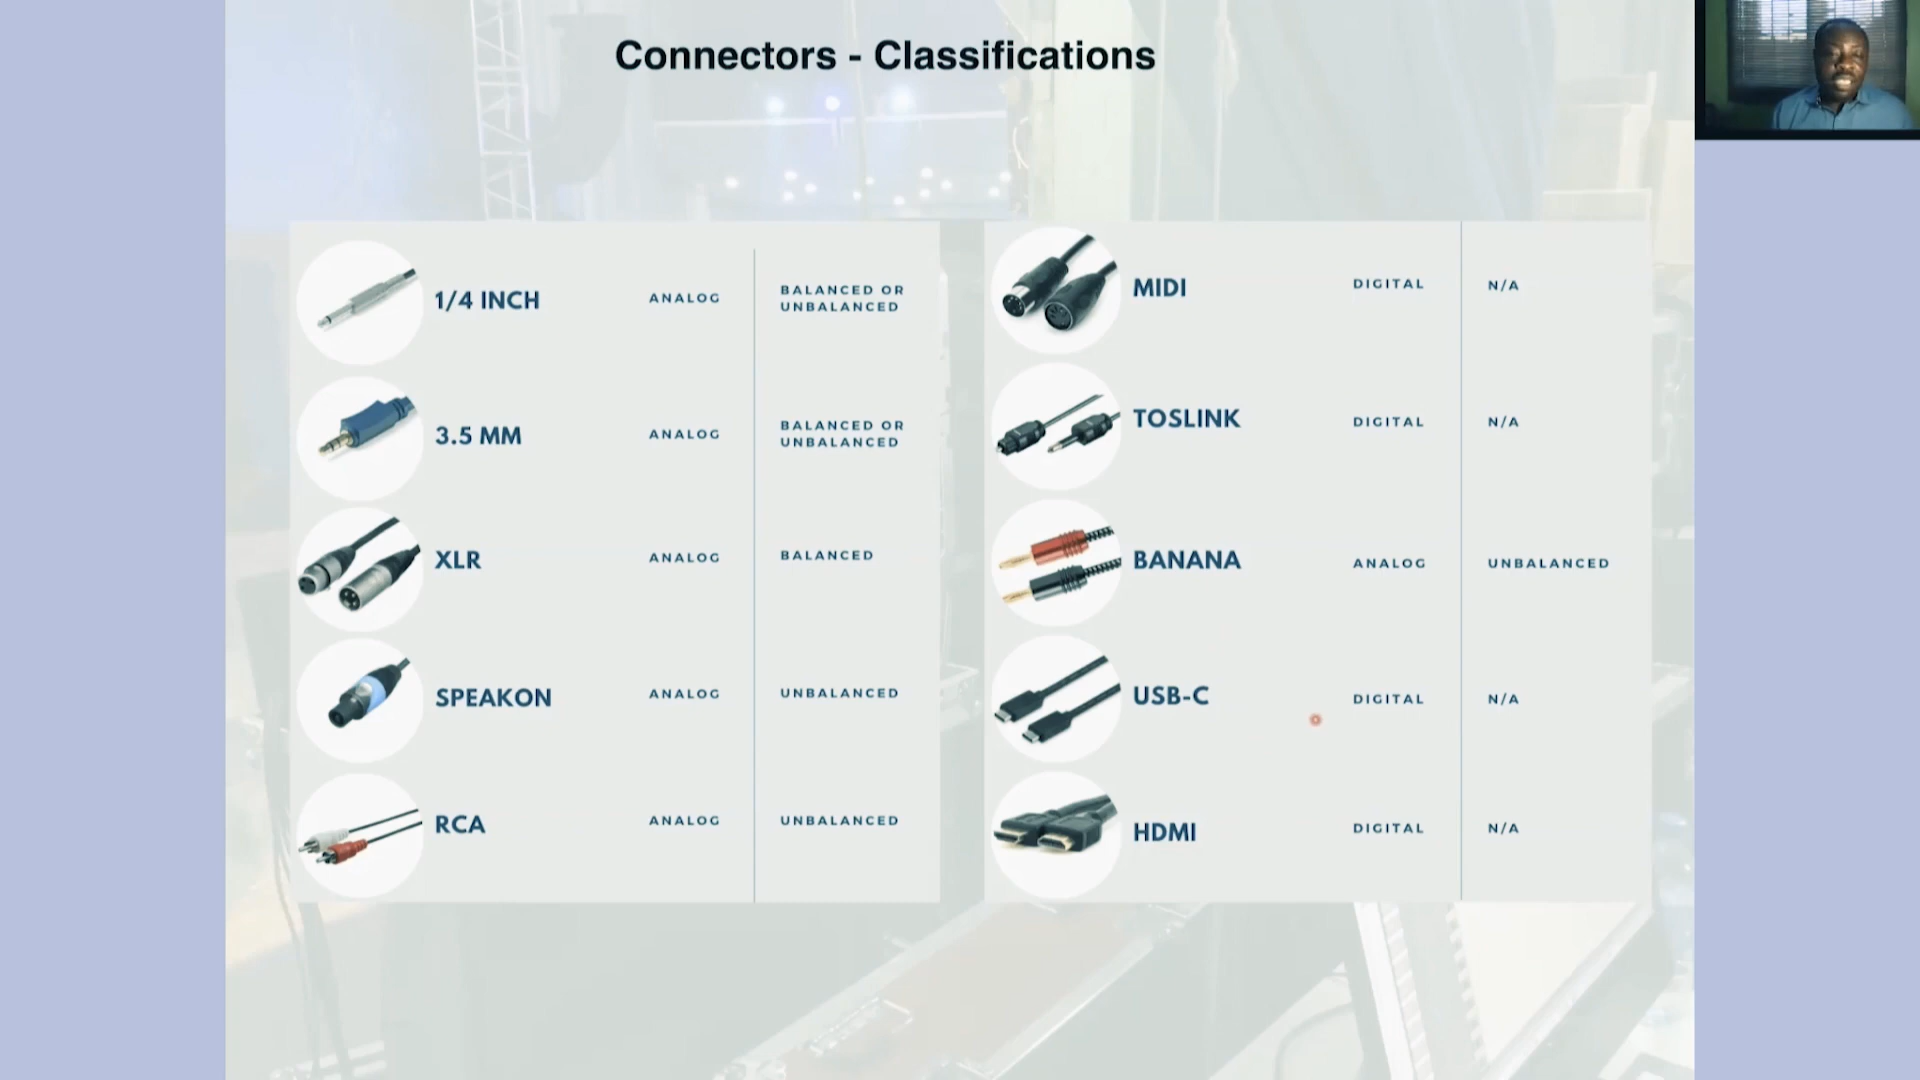 Connectors - Classifications
1/4 INCH ANALOG BALANCED OR
UNBALANCED
3.5 MM ANALOG BALANCED OR
UNBALANCED
XLR ANALOG BALANCED
SPEAKON ANALOG UNBALANCED
RCA ANALOG UNBALANCED
MIDI DIGITAL N/A
TOSLINK DIGITAL N/A
BANANA ANALOG UNBALANCED
USB-C DIGITAL N/A
HDMI DIGITAL N/A